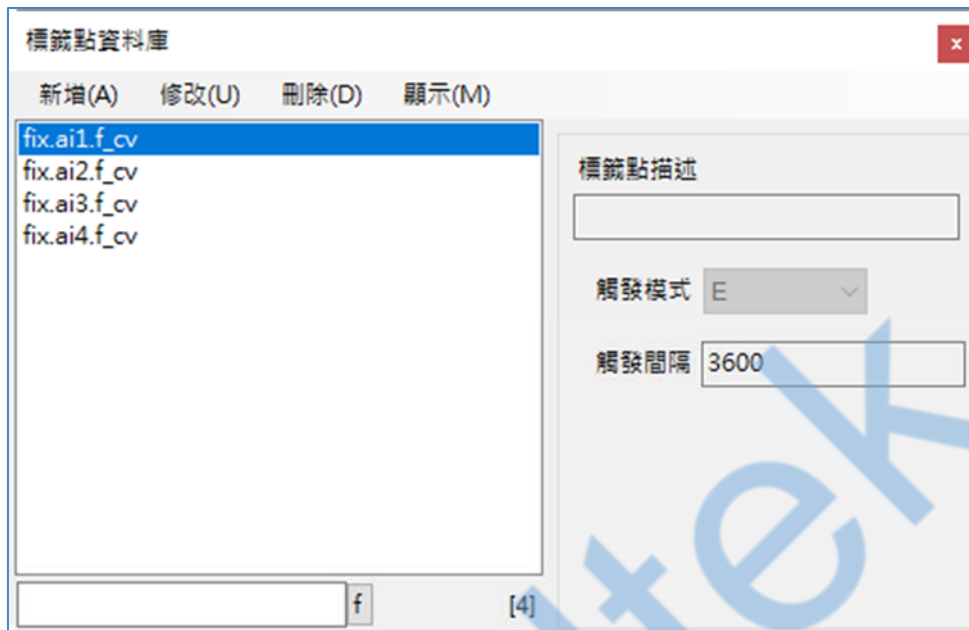 標籤點資料庫
x
新增(A) 修改(U) 刪除(D) 顯示(M)
fix.ai1.f_cv
fix.ai2.f_cv
fix.ai3.f_cv
fix.ai4.f_cv
標籤點描述
觸發模式 E
觸發間隔 3600
f [4]
ltek